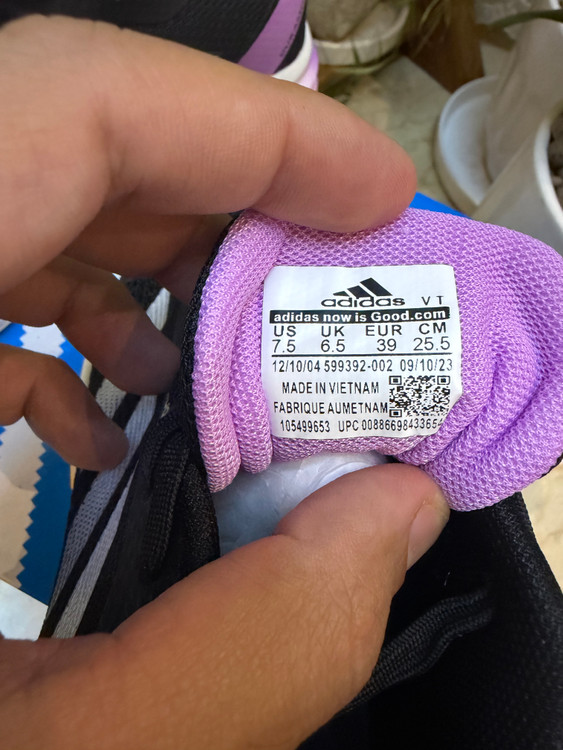 adidas VT
adidas now is Good.com
US UK EUR CM
7.5 6.5 39 25.5
12/10/04 599392-002 09/10/23
MADE IN VIETNAM
FABRIQUE AUMETNAM
105499653 UPC 00886698433654